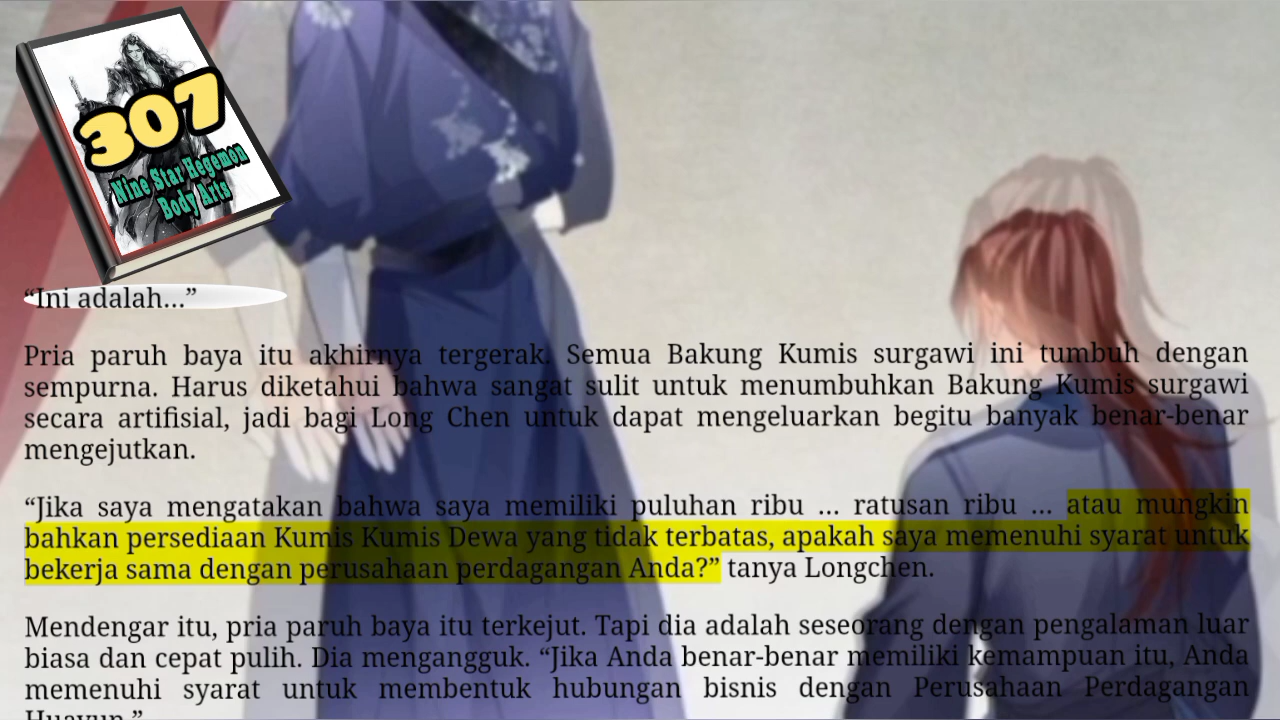 307
Nine Star Hegemon
Body Arts
“Ini adalah...”
Pria paruh baya itu akhirnya tergerak. Semua Bakung Kumis surgawi ini tumbuh dengan
sempurna. Harus diketahui bahwa sangat sulit untuk menumbuhkan Bakung Kumis surgawi
secara artifisial, jadi bagi Long Chen untuk dapat mengeluarkan begitu banyak benar-benar
mengejutkan.
“Jika saya mengatakan bahwa saya memiliki puluhan ribu ... ratusan ribu ... atau mungkin
bahkan persediaan Kumis Kumis Dewa yang tidak terbatas, apakah saya memenuhi syarat untuk
bekerja sama dengan perusahaan perdagangan Anda?” tanya Longchen.
Mendengar itu, pria paruh baya itu terkejut. Tapi dia adalah seseorang dengan pengalaman luar
biasa dan cepat pulih. Dia mengangguk. “Jika Anda benar-benar memiliki kemampuan itu, Anda
memenuhi syarat untuk membentuk hubungan bisnis dengan Perusahaan Perdagangan
Huayun.”